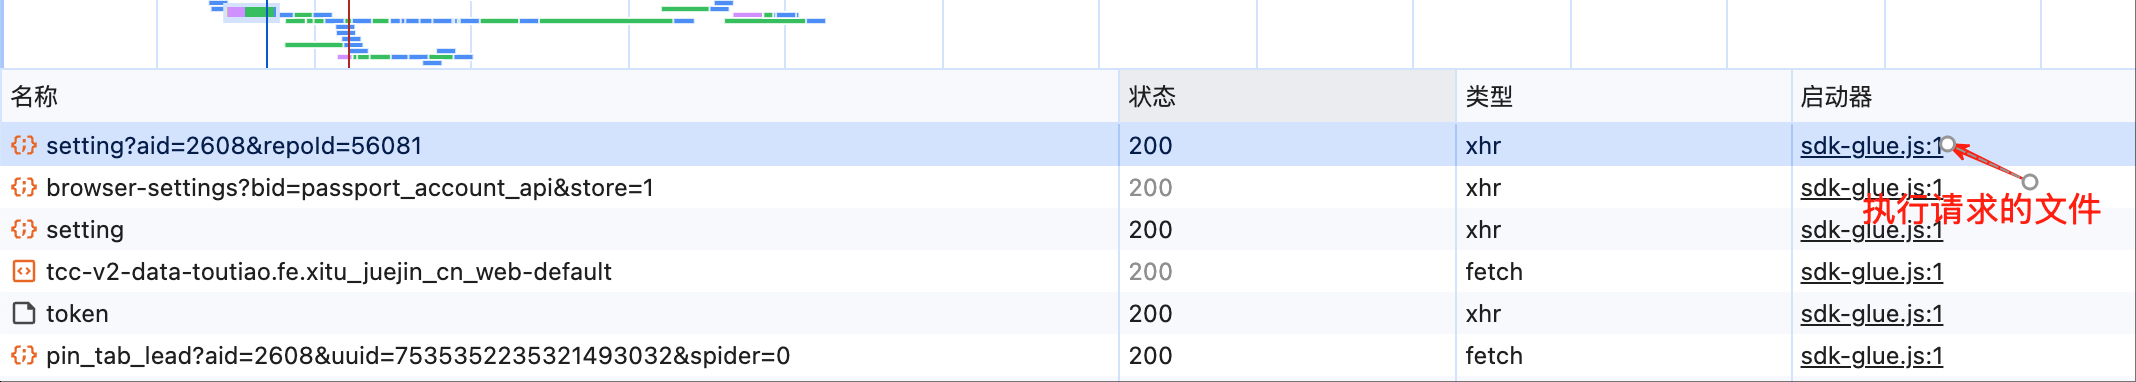 名称 状态 类型 启动器
setting?aid=2608&repoId=56081 200 xhr sdk-glue.js:1
browser-settings?bid=passport_account_api&store=1 200 xhr sdk-glue.js:1
执行请求的文件
setting 200 xhr sdk-glue.js:1
tcc-v2-data-toutiao.fe.xitu_juejin_cn_web-default 200 fetch sdk-glue.js:1
token 200 xhr sdk-glue.js:1
pin_tab_lead?aid=2608&uuid=7535352235321493032&spider=0 200 fetch sdk-glue.js:1